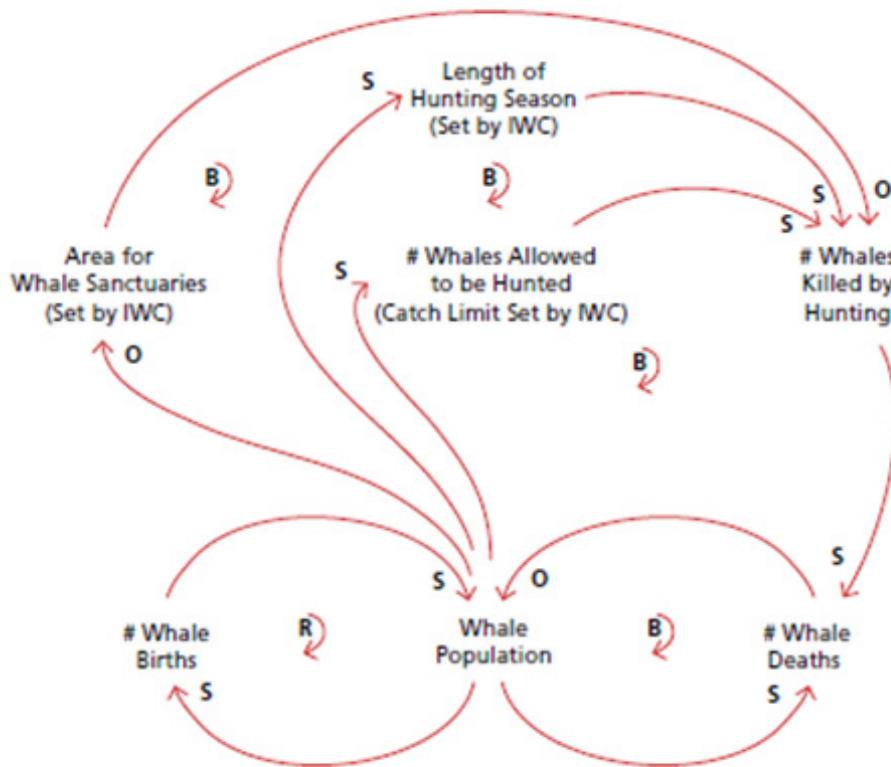 S
Length of
Hunting Season
(Set by IWC)
B
B
S
S
O
Area for
Whale Sanctuaries
(Set by IWC)
S
# Whales Allowed
to be Hunted
(Catch Limit Set by IWC)
# Whales
Killed by
Hunting
O
B
S
S
O
# Whale
Births
R
Whale
Population
B
# Whale
Deaths
S
S